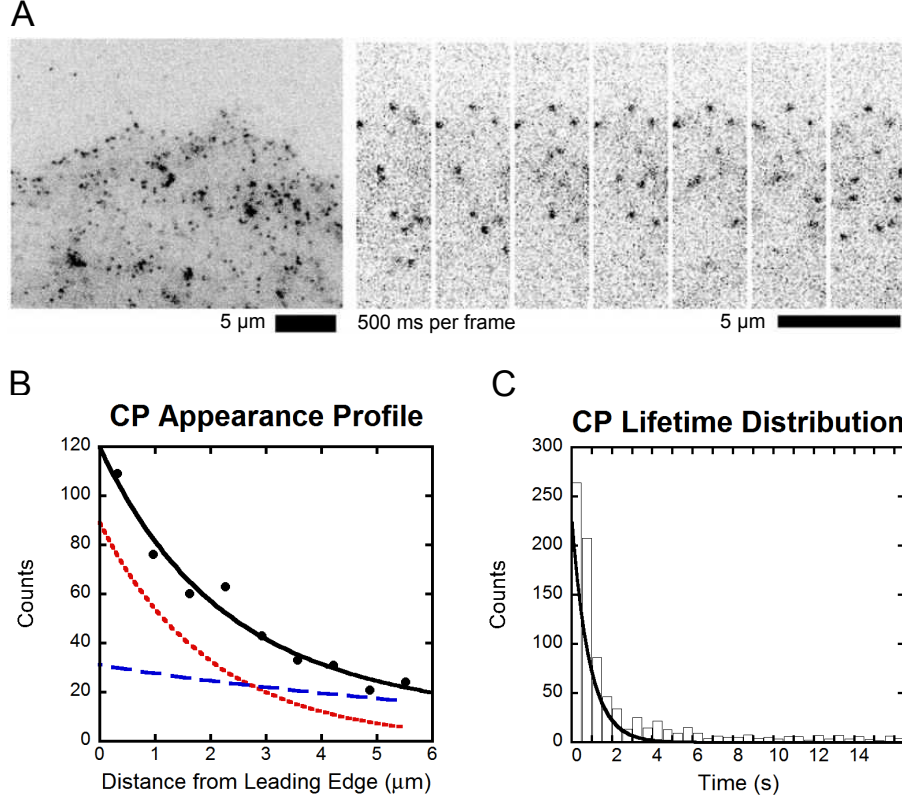 A
5 µm
500 ms per frame
5 µm
B
CP Appearance Profile
120
100
80
60
40
20
0
Counts
0 1 2 3 4 5 6
Distance from Leading Edge (µm)
C
CP Lifetime Distribution
300
250
200
150
100
50
0
Counts
0 2 4 6 8 10 12 14
Time (s)